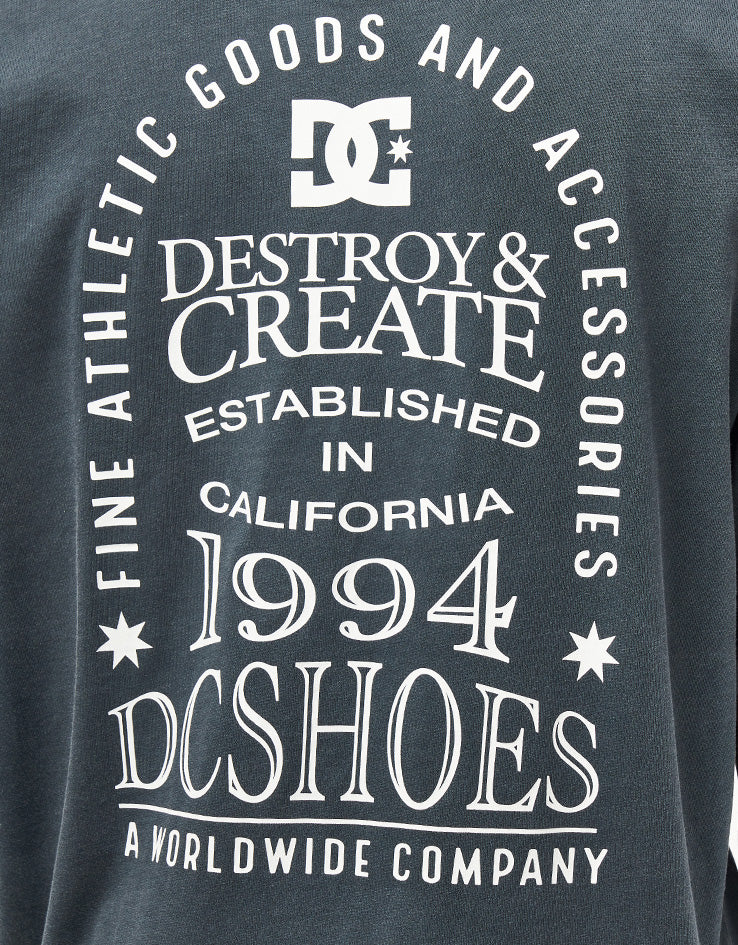 FINE ATHLETIC GOODS AND ACCESSORIES
DC
DESTROY &
CREATE
ESTABLISHED
IN
CALIFORNIA
1994
DCSHOES
A WORLDWIDE COMPANY